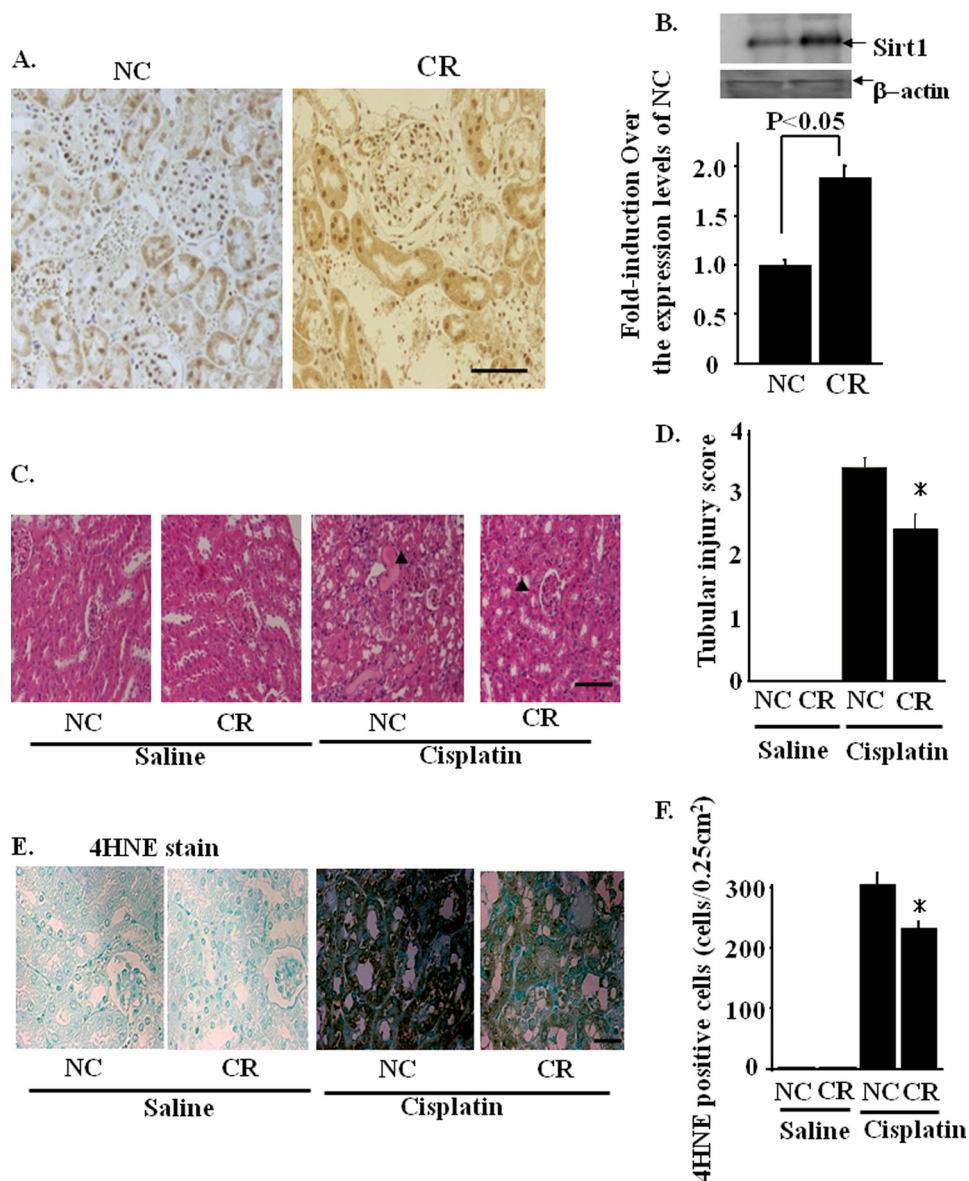 A.
NC
CR
B.
Sirt1
β–actin
P<0.05
Fold-induction Over
the expression levels of NC
2.0
1.5
1.0
0.5
0
NC CR
C.
NC CR NC CR
Saline Cisplatin
D.
Tubular injury score
4
3
2
1
0
NC CR NC CR
Saline Cisplatin
*
E. 4HNE stain
NC CR NC CR
Saline Cisplatin
F.
4HNE positive cells (cells/0.25cm²)
300
200
100
0
*
NC CR NC CR
Saline Cisplatin